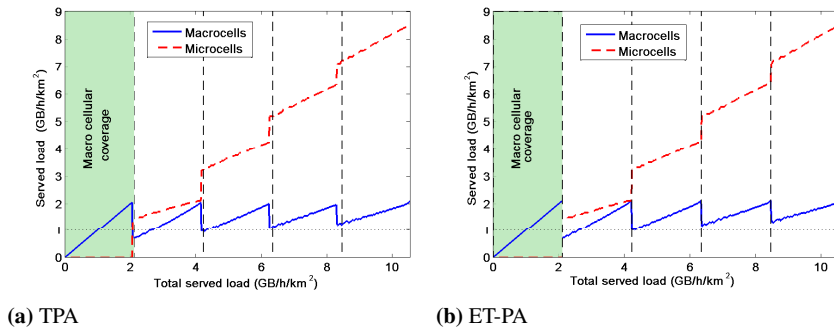 9
8
7
6
5
4
3
2
1
0
Served load (GB/h/km²)
Macro cellular
coverage
Macrocells
Microcells
0 2 4 6 8 10
Total served load (GB/h/km²)
(a) TPA
9
8
7
6
5
4
3
2
1
0
Served load (GB/h/km²)
Macro cellular
coverage
Macrocells
Microcells
0 2 4 6 8 10
Total served load (GB/h/km²)
(b) ET-PA